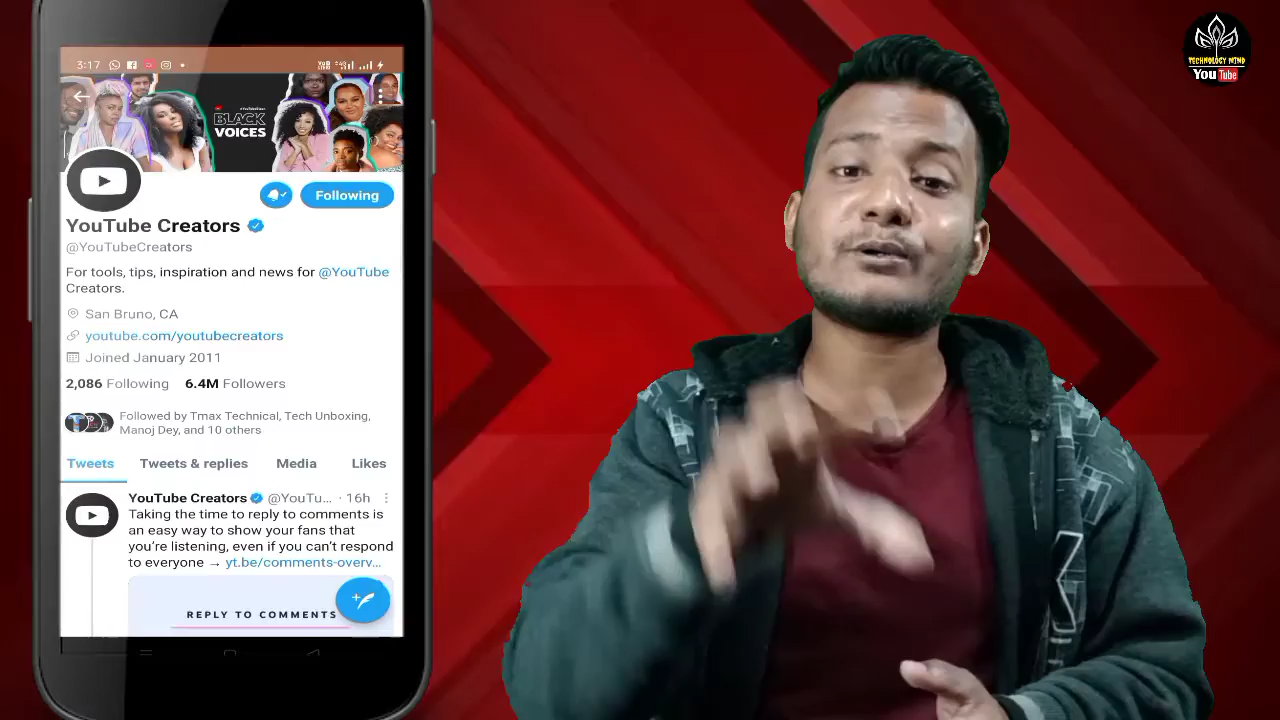 3:17
BLACK
VOICES
Following
YouTube Creators
@YouTubeCreators
For tools, tips, inspiration and news for @YouTube
Creators.
San Bruno, CA
youtube.com/youtubecreators
Joined January 2011
2,086 Following 6.4M Followers
Followed by Tmax Technical, Tech Unboxing,
Manoj Dey, and 10 others
Tweets Tweets & replies Media Likes
YouTube Creators @YouTu... · 16h
Taking the time to reply to comments is
an easy way to show your fans that
you're listening, even if you can't respond
to everyone → yt.be/comments-overv...
REPLY TO COMMENTS
TECHNOLOGY MIND
YouTube